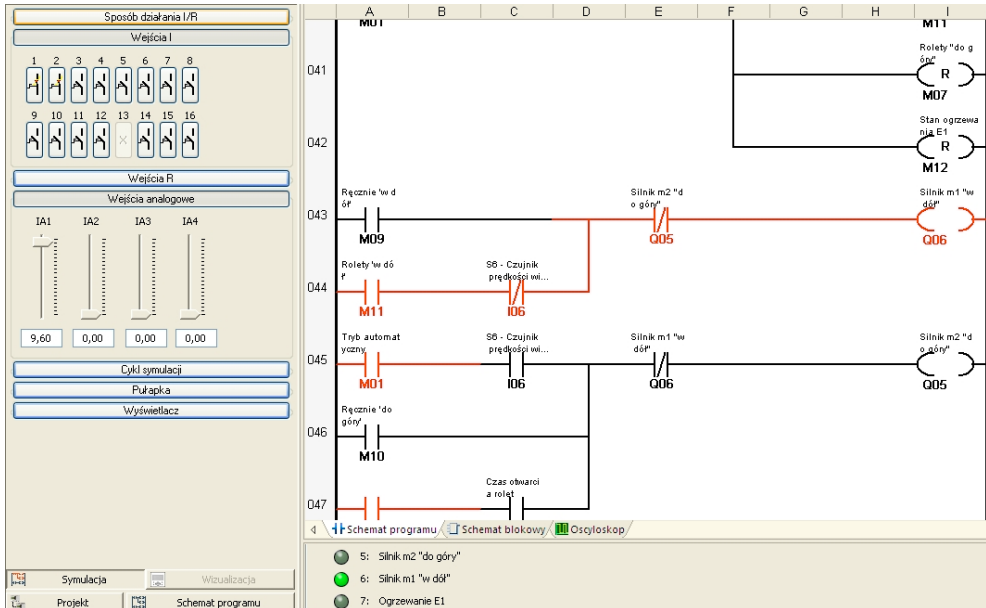 Sposób działania I/R
Wejścia I
1 2 3 4 5 6 7 8
9 10 11 12 13 14 15 16
Wejścia R
Wejścia analogowe
IA1 IA2 IA3 IA4
9,60 0,00 0,00 0,00
Cykl symulacji
Pułapka
Wyświetlacz
Symulacja
Wizualizacja
Projekt
Schemat programu
A B C D E F G H I
M01
M11
041
Rolety "do g
óry"
R
M07
042
Stan ogrzewa
nia E1
R
M12
043
Ręcznie 'w d
ół'
M09
Silnik m2 "d
o góry"
Q05
Silnik m1 "w
dół"
Q06
044
Rolety 'w dó
ł'
M11
S6 - Czujnik
prędkości wi...
I06
045
Tryb automat
yczny
M01
S6 - Czujnik
prędkości wi...
I06
Silnik m1 "w
dół"
Q06
Silnik m2 "d
o góry"
Q05
046
Ręcznie 'do
góry'
M10
047
Czas otwarci
a rolet
Schemat programu
Schemat blokowy
Oscyloskop
5: Silnik m2 "do góry"
6: Silnik m1 "w dół"
7: Ogrzewanie E1